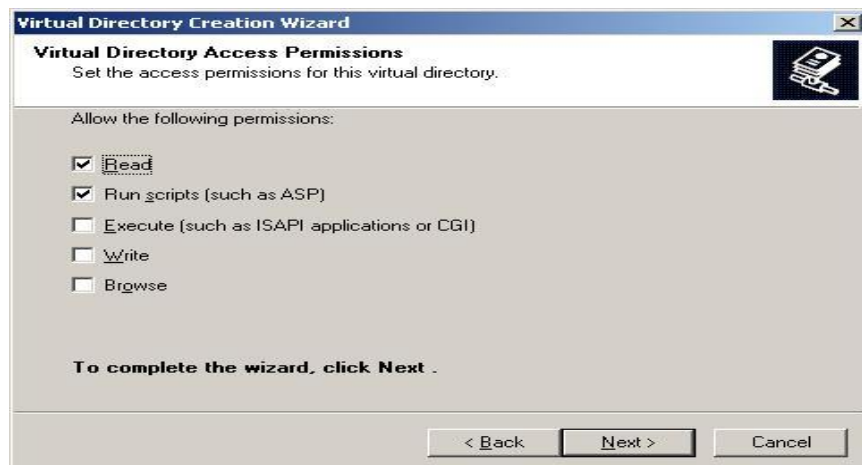 Virtual Directory Creation Wizard
Virtual Directory Access Permissions
Set the access permissions for this virtual directory.
Allow the following permissions:
Read
Run scripts (such as ASP)
Execute (such as ISAPI applications or CGI)
Write
Browse
To complete the wizard, click Next .
< Back Next > Cancel